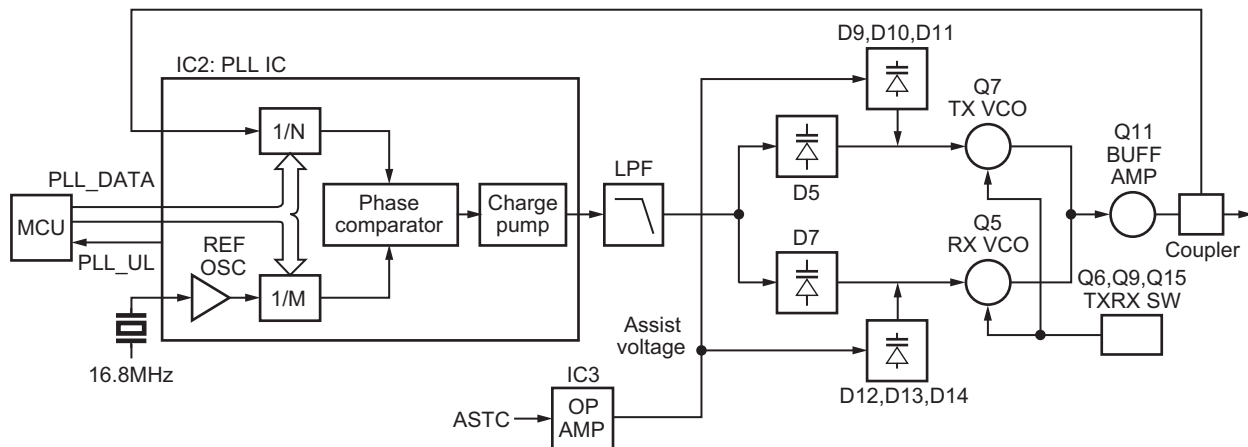 D9,D10,D11
IC2: PLL IC
Q7
TX VCO
1/N
Q11
BUFF
AMP
PLL_DATA
LPF
D5
MCU
Phase
comparator
Charge
pump
D7
Q5
RX VCO
Coupler
PLL_UL
REF
OSC
1/M
Q6,Q9,Q15
TXRX SW
Assist
voltage
16.8MHz
IC3
D12,D13,D14
ASTC
OP
AMP